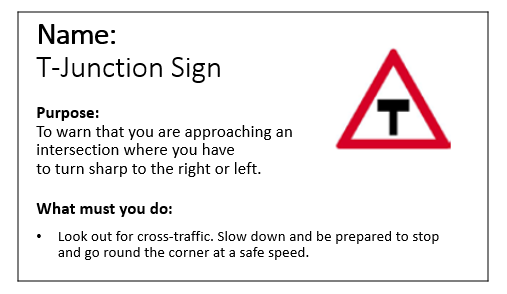 Name:
T-Junction Sign
Purpose:
To warn that you are approaching an
intersection where you have
to turn sharp to the right or left.
What must you do:
• Look out for cross-traffic. Slow down and be prepared to stop
and go round the corner at a safe speed.